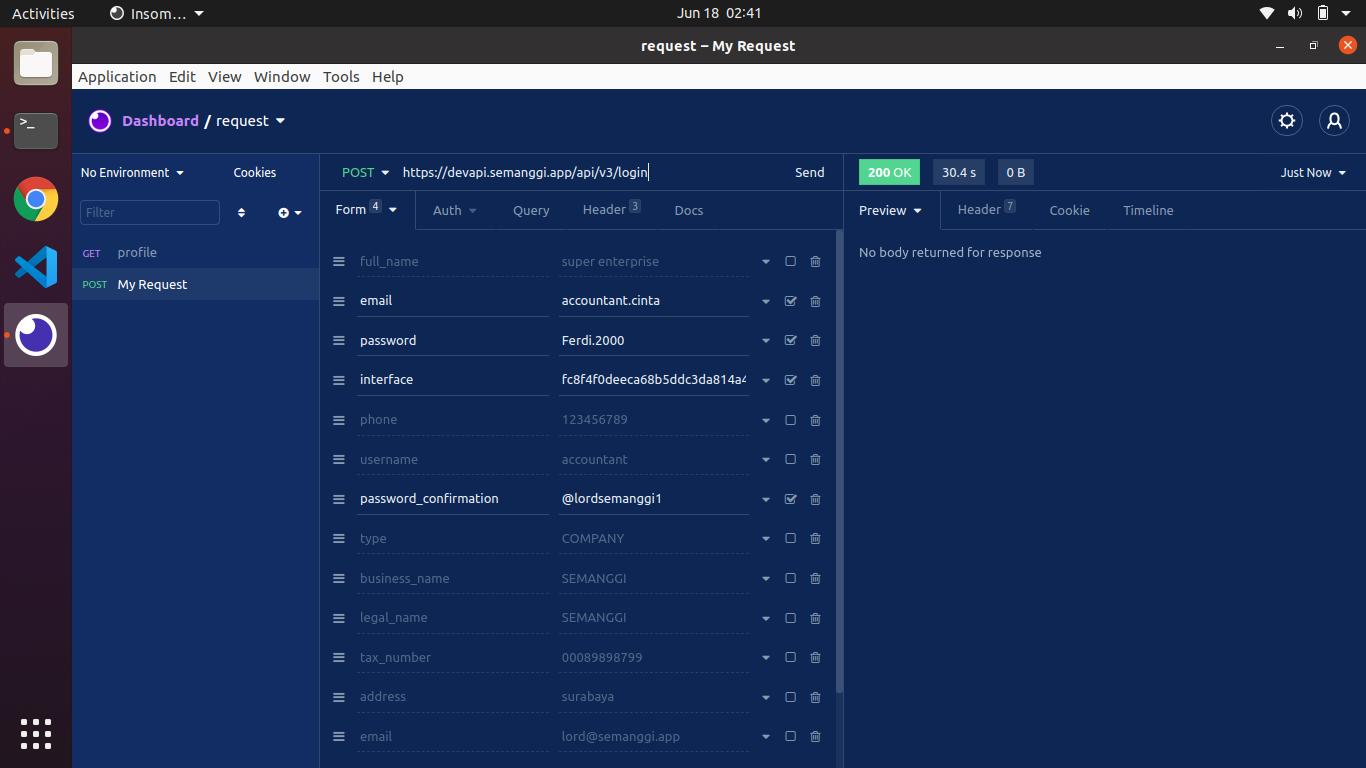 Activities
Insom…
Jun 18 02:41
request – My Request
Application Edit View Window Tools Help
Dashboard / request
No Environment
Cookies
POST https://devapi.semanggi.app/api/v3/login
Send
200 OK
30.4 s
0 B
Just Now
Filter
Form 4
Auth
Query
Header 3
Docs
Preview
Header 7
Cookie
Timeline
GET profile
POST My Request
No body returned for response
full_name super enterprise
email accountant.cinta
password Ferdi.2000
interface fc8f4f0deeca68b5ddc3da814a4
phone 123456789
username accountant
password_confirmation @lordsemanggi1
type COMPANY
business_name SEMANGGI
legal_name SEMANGGI
tax_number 00089898799
address surabaya
email lord@semanggi.app